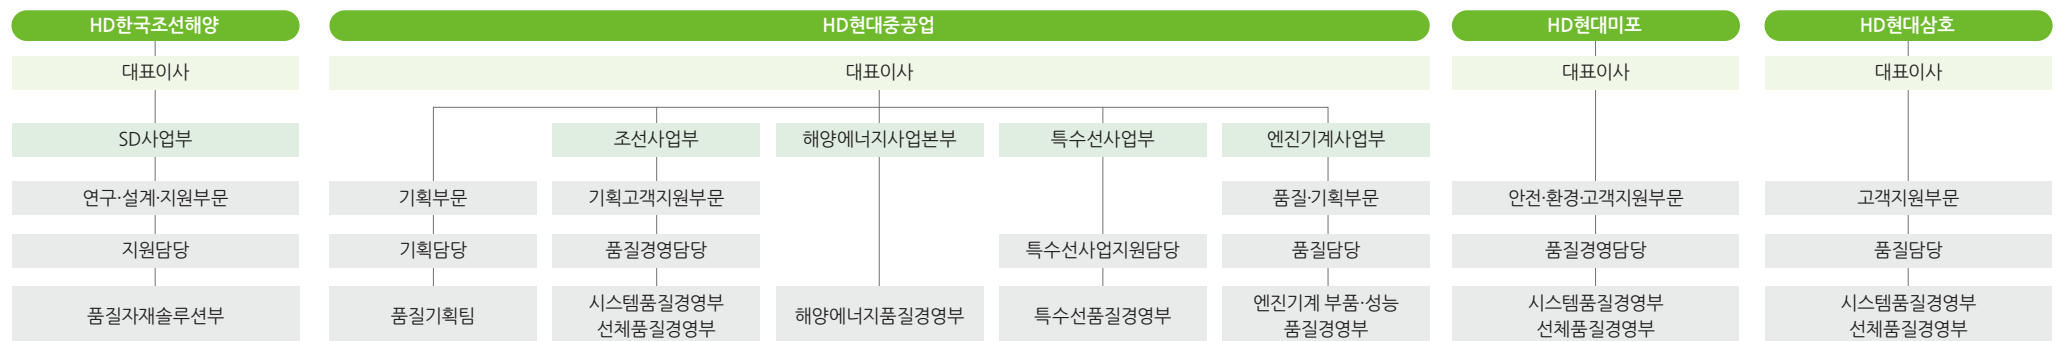 HD한국조선해양
HD현대중공업
HD현대미포
HD현대삼호
대표이사
대표이사
대표이사
대표이사
SD사업부
조선사업부
해양에너지사업본부
특수선사업부
엔진기계사업부
연구·설계·지원부문
기획부문
기획고객지원부문
품질·기획부문
안전·환경·고객지원부문
고객지원부문
지원담당
기획담당
품질경영담당
특수선사업지원담당
품질담당
품질경영담당
품질담당
품질자재솔루션부
품질기획팀
시스템품질경영부
선체품질경영부
해양에너지품질경영부
특수선품질경영부
엔진기계 부품·성능
품질경영부
시스템품질경영부
선체품질경영부
시스템품질경영부
선체품질경영부